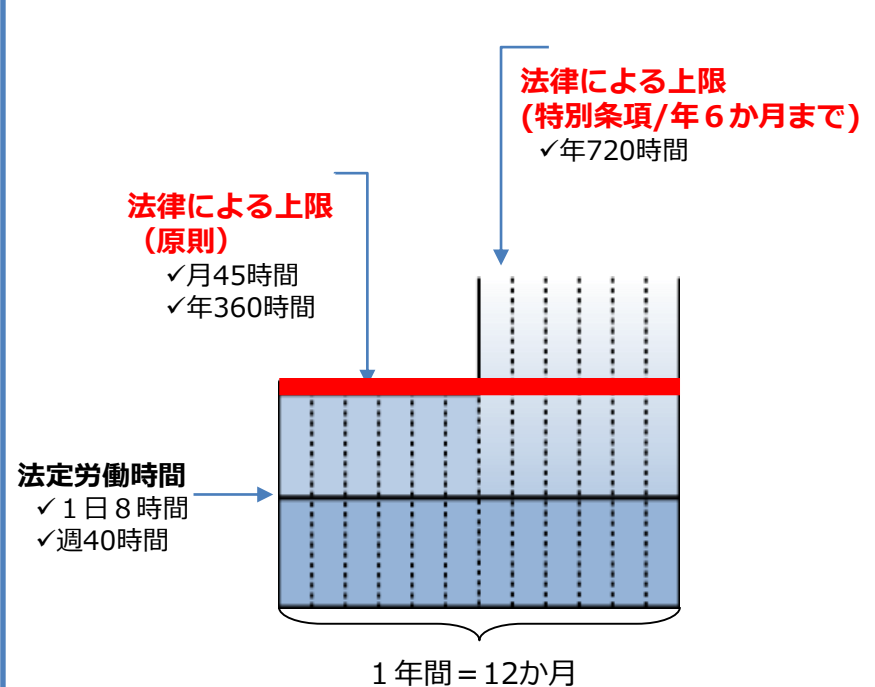 法律による上限
(特別条項/年６か月まで)
✓年720時間
法律による上限
（原則）
✓月45時間
✓年360時間
法定労働時間
✓１日８時間
✓週40時間
１年間＝12か月